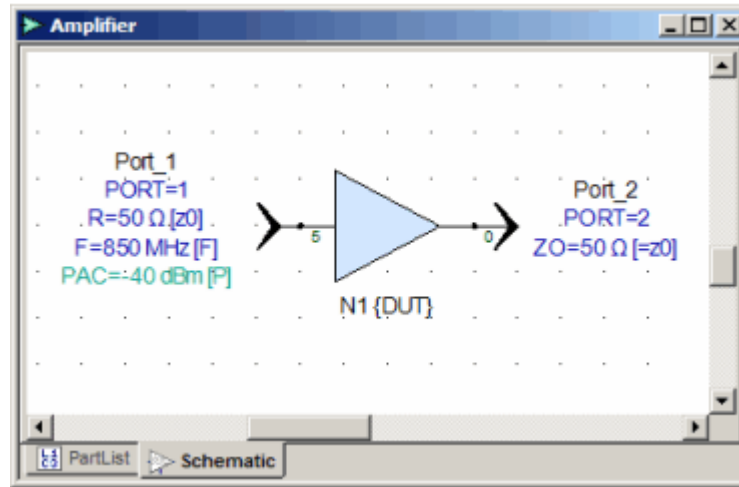 Amplifier
Port_1
PORT=1
R=50 Ω [z0]
F=850 MHz [F]
PAC=-40 dBm [P]
5
N1 {DUT}
0
Port_2
PORT=2
ZO=50 Ω [=z0]
PartList
Schematic